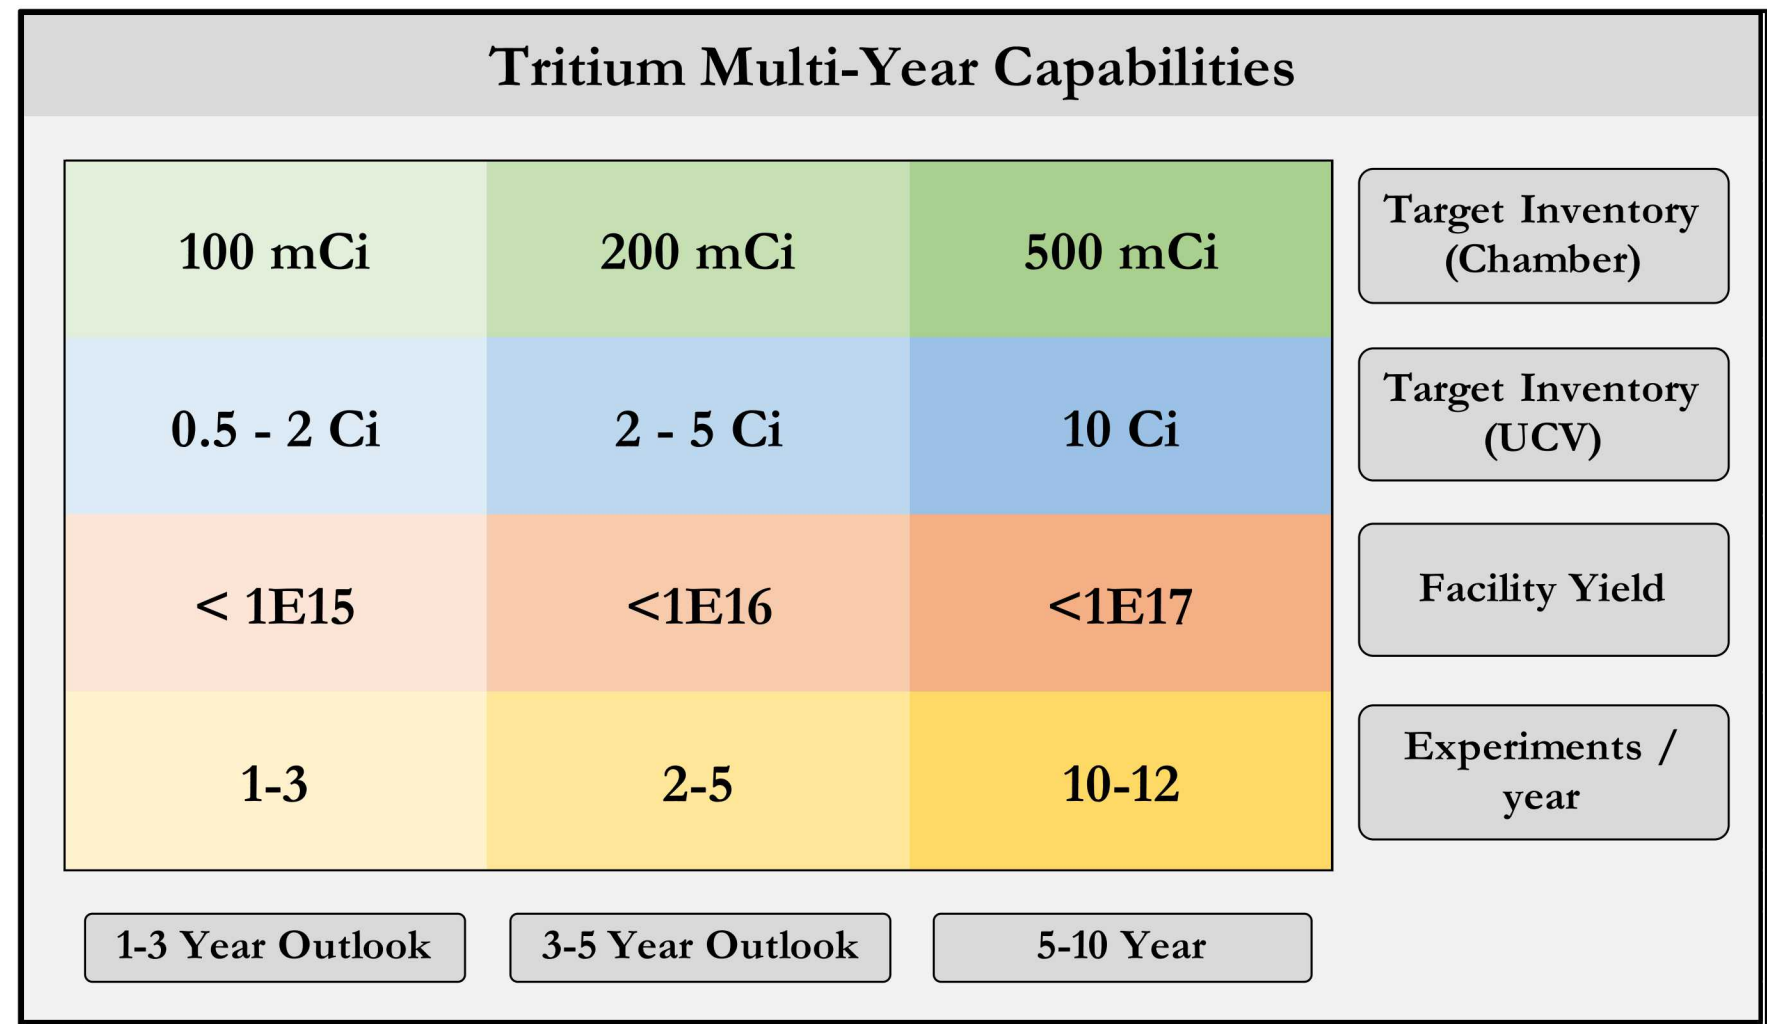 Tritium Multi-Year Capabilities
100 mCi
200 mCi
500 mCi
Target Inventory
(Chamber)
0.5 - 2 Ci
2 - 5 Ci
10 Ci
Target Inventory
(UCV)
< 1E15
<1E16
<1E17
Facility Yield
1-3
2-5
10-12
Experiments /
year
1-3 Year Outlook
3-5 Year Outlook
5-10 Year